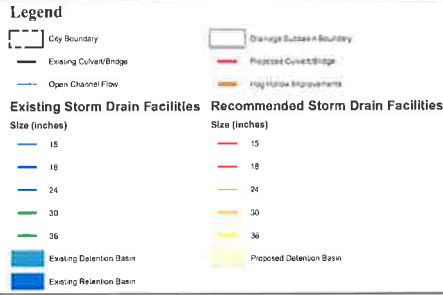 Legend
City Boundary
Drainage Subbasin Boundary
Existing Culvert/Bridge
Proposed Culvert/Bridge
Open Channel Flow
Hog Hollow Improvements
Existing Storm Drain Facilities
Recommended Storm Drain Facilities
Size (inches)
Size (inches)
15
15
18
18
24
24
30
30
36
36
Existing Detention Basin
Proposed Detention Basin
Existing Retention Basin